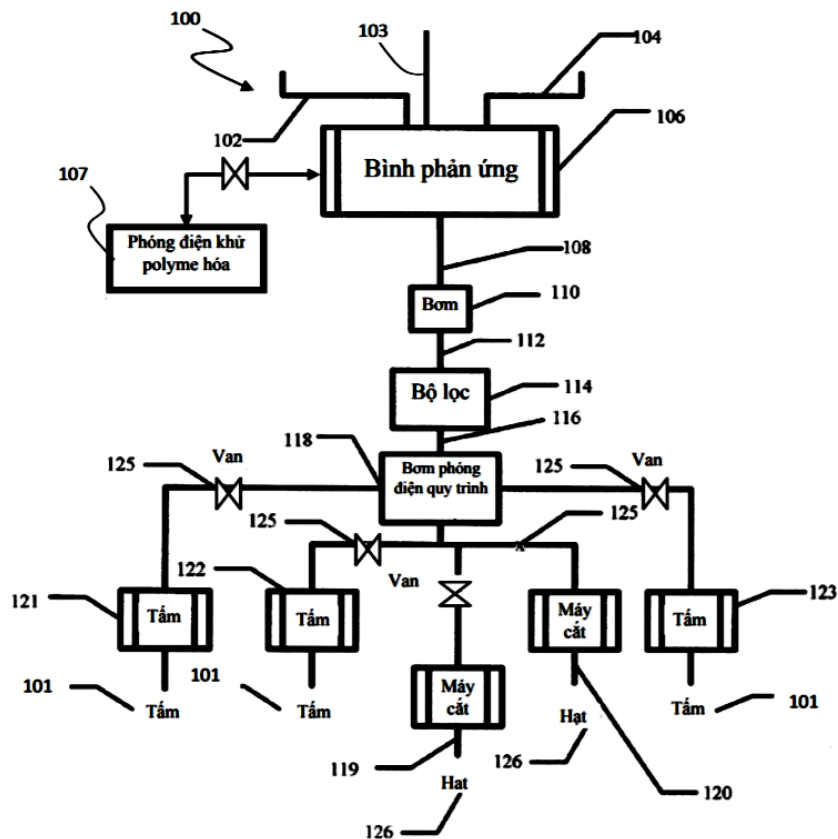 100
103
104
102
106
Bình phản ứng
107
Phóng điện khử
polyme hóa
108
Bơm
110
112
Bộ lọc
114
116
118
Bơm phóng
điện quy trình
125
Van
125
Van
125
125
Van
121
Tấm
122
Tấm
Máy
cắt
Tấm
123
101
Tấm
101
Tấm
Máy
cắt
Hạt
Tấm
101
119
Hat
126
126
120